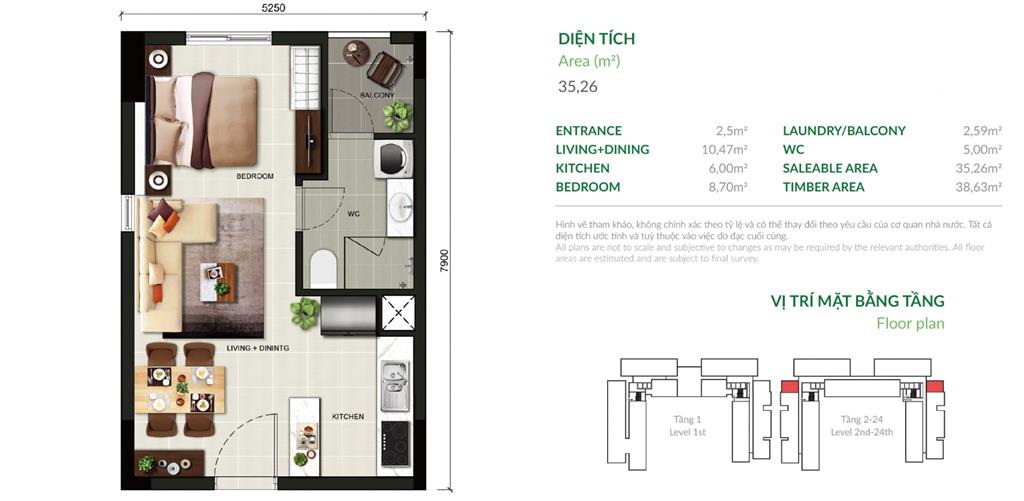 5250
7900
BALCONY
BEDROOM
WC
LIVING + DININTG
KITCHEN
DIỆN TÍCH
Area (m²)
35,26
ENTRANCE 2,5m² LAUNDRY/BALCONY 2,59m²
LIVING+DINING 10,47m² WC 5,00m²
KITCHEN 6,00m² SALEABLE AREA 35,26m²
BEDROOM 8,70m² TIMBER AREA 38,63m²
Hình vẽ tham khảo, không chính xác theo tỷ lệ và có thể thay đổi theo yêu cầu của cơ quan nhà nước. Tất cả
diện tích ước tính và tuỳ thuộc vào việc đo đạc cuối cùng.
All plans are not to scale and subjective to changes as may be required by the relevant authorities. All floor
areas are estimated and are subject to final survey.
VỊ TRÍ MẶT BẰNG TẦNG
Floor plan
Tầng 1
Level 1st
Tầng 2-24
Level 2nd-24th